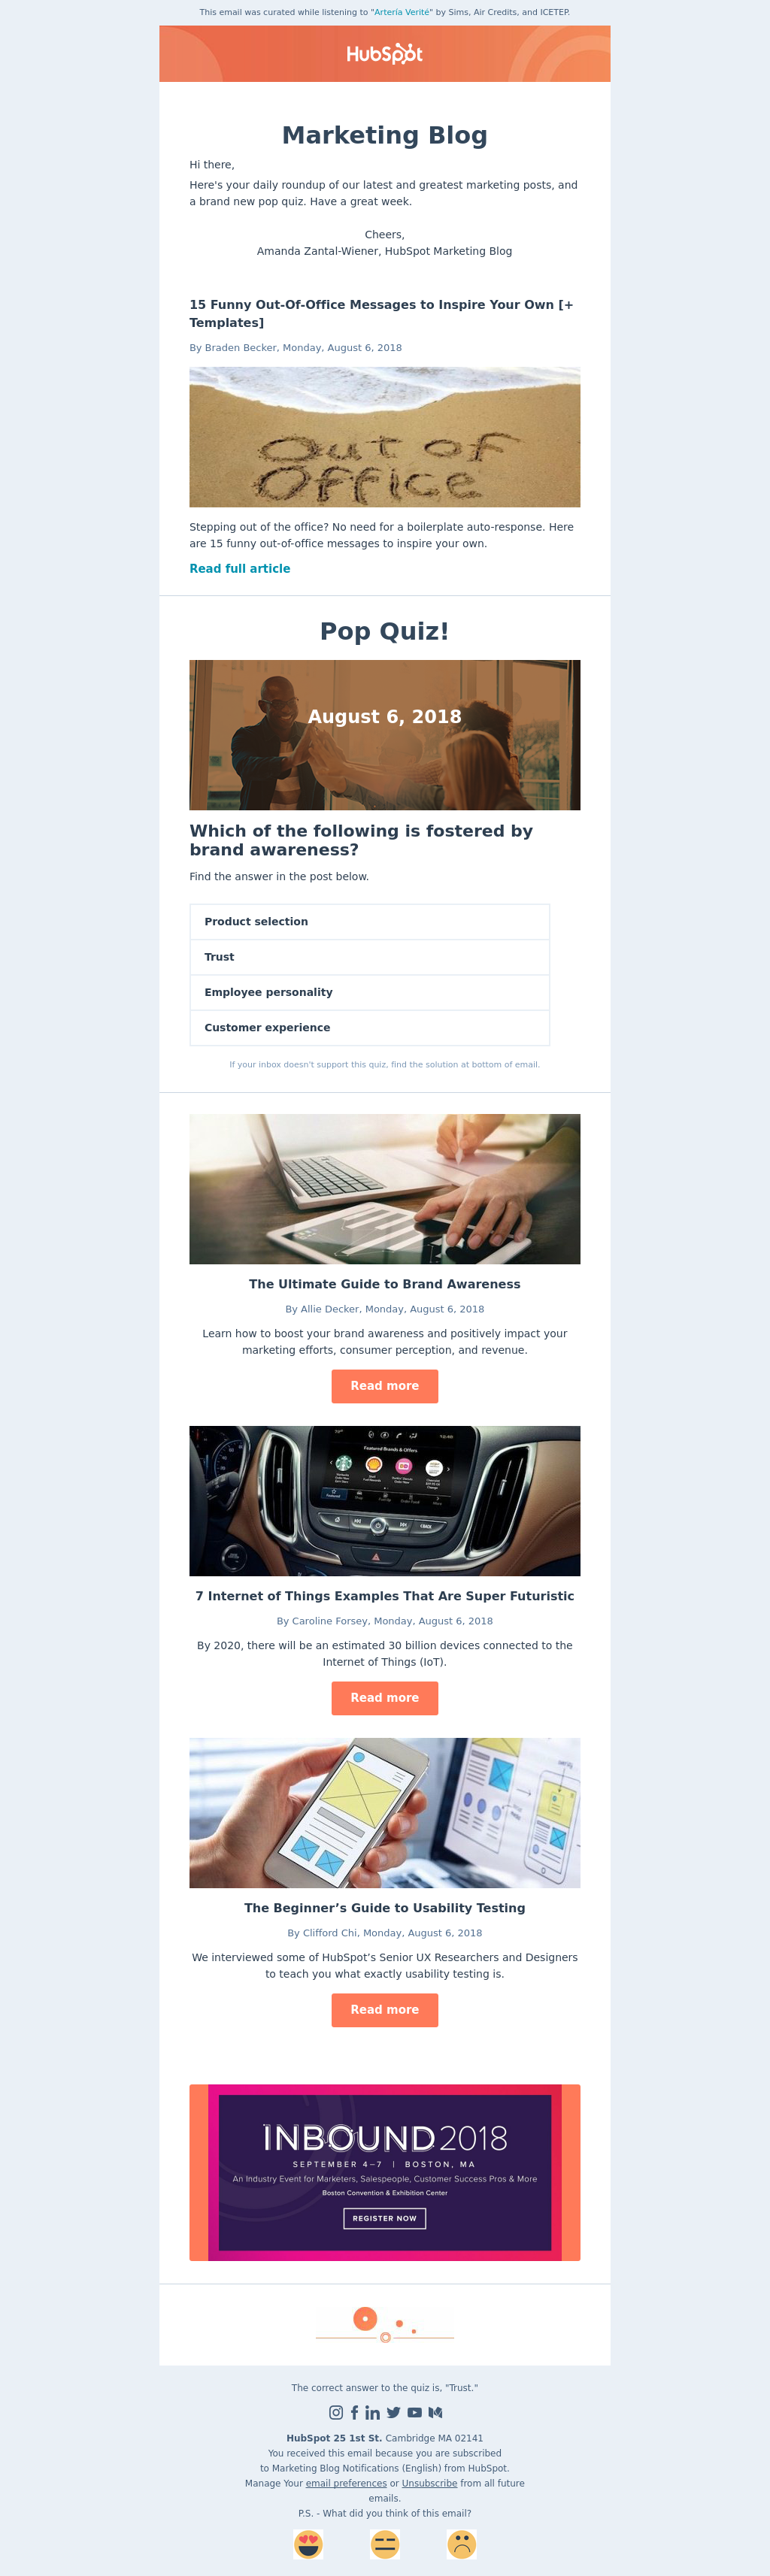 This email was curated while listening to "Artería Verité" by Sims, Air Credits, and ICETEP.
HubSpot
Marketing Blog
Hi there,
Here's your daily roundup of our latest and greatest marketing posts, and
a brand new pop quiz. Have a great week.
Cheers,
Amanda Zantal-Wiener, HubSpot Marketing Blog
15 Funny Out-Of-Office Messages to Inspire Your Own [+
Templates]
By Braden Becker, Monday, August 6, 2018
Out of
Office
Stepping out of the office? No need for a boilerplate auto-response. Here
are 15 funny out-of-office messages to inspire your own.
Read full article
Pop Quiz!
August 6, 2018
Which of the following is fostered by
brand awareness?
Find the answer in the post below.
Product selection
Trust
Employee personality
Customer experience
If your inbox doesn't support this quiz, find the solution at bottom of email.
The Ultimate Guide to Brand Awareness
By Allie Decker, Monday, August 6, 2018
Learn how to boost your brand awareness and positively impact your
marketing efforts, consumer perception, and revenue.
Read more
Featured Brands & Offers
7 Internet of Things Examples That Are Super Futuristic
By Caroline Forsey, Monday, August 6, 2018
By 2020, there will be an estimated 30 billion devices connected to the
Internet of Things (IoT).
Read more
The Beginner’s Guide to Usability Testing
By Clifford Chi, Monday, August 6, 2018
We interviewed some of HubSpot’s Senior UX Researchers and Designers
to teach you what exactly usability testing is.
Read more
INBOUND2018
SEPTEMBER 4–7 | BOSTON, MA
An Industry Event for Marketers, Salespeople, Customer Success Pros & More
Boston Convention & Exhibition Center
REGISTER NOW
The correct answer to the quiz is, "Trust."
HubSpot 25 1st St. Cambridge MA 02141
You received this email because you are subscribed
to Marketing Blog Notifications (English) from HubSpot.
Manage Your email preferences or Unsubscribe from all future
emails.
P.S. - What did you think of this email?